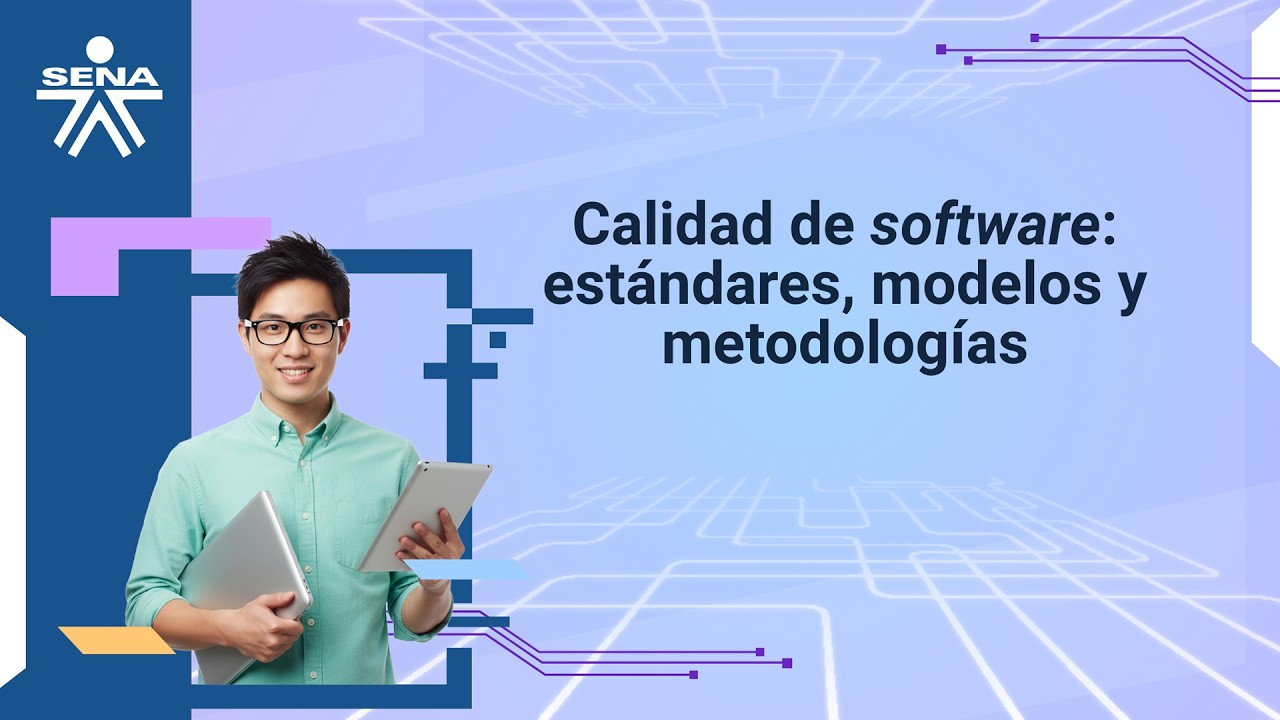 SENA
Calidad de software:
estándares, modelos y
metodologías